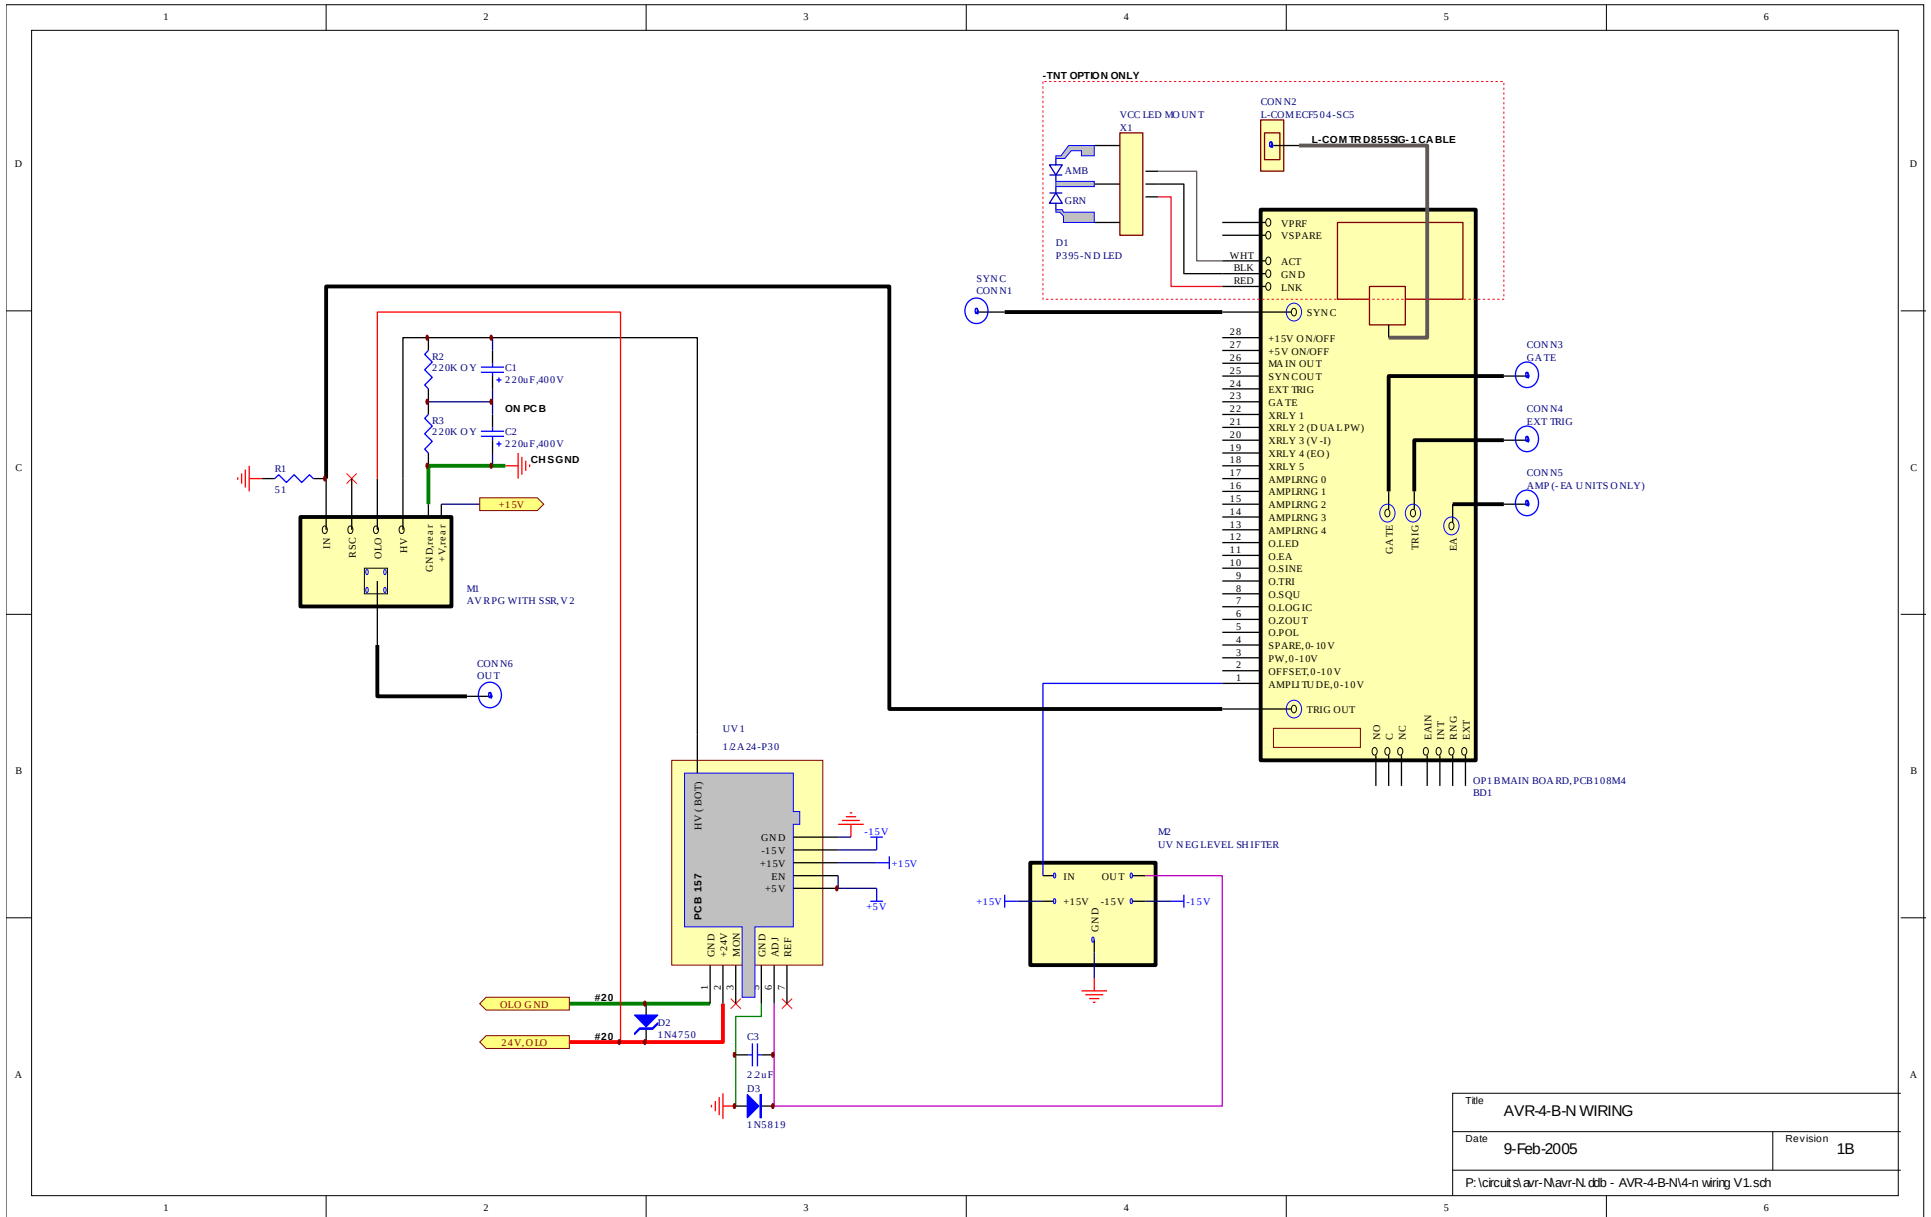 1 2 3 4 5 6
D
C
B
A
D
C
B
A
-TNT OPTION ONLY
VCC LED MOUNT
X1
CONN2
L-COM ECF504-SC5
L-COM TRD855SIG-1 CABLE
AMB
GRN
D1
P395-ND LED
WHT
BLK
RED
VPRF
VSPARE
ACT
GND
LNK
SYNC
CONN1
SYNC
28 +15V ON/OFF
27 +5V ON/OFF
26 MAIN OUT
25 SYNC OUT
24 EXT TRIG
23 GATE
22 XRLY 1
21 XRLY 2 (DUAL PW)
20 XRLY 3 (V-I)
19 XRLY 4 (EO)
18 XRLY 5
17 AMPLRNG 0
16 AMPLRNG 1
15 AMPLRNG 2
14 AMPLRNG 3
13 AMPLRNG 4
12 O.LED
11 O.EA
10 O.SINE
9 O.TRI
8 O.SQU
7 O.LOGIC
6 O.ZOUT
5 O.POL
4 SPARE, 0-10V
3 PW, 0-10V
2 OFFSET, 0-10V
1 AMPLITUDE, 0-10V
TRIG OUT
GATE
TRIG
EA
NO
C
NC
EAIN
INT
RNG
EXT
CONN3
GATE
CONN4
EXT TRIG
CONN5
AMP (-EA UNITS ONLY)
OP1B MAIN BOARD, PCB108M4
BD1
R2
220K OY
C1
+ 220uF, 400V
ON PCB
R3
220K OY
C2
+ 220uF, 400V
CHS GND
R1
51
+15V
IN
RSC
OLO
HV
GND, rear
+V, rear
M1
AVRPG WITH SSR, V2
CONN6
OUT
UV1
1/2A24-P30
HV (BOT)
PCB 157
GND
-15V
+15V
EN
+5V
-15V
+15V
+5V
GND
+24V
MON
GND
ADJ
REF
1
2
3
5
6
7
OLO GND
#20
24V, OLO
#20
D2
1N4750
C3
2.2uF
D3
1N5819
M2
UV NEG LEVEL SHIFTER
IN
OUT
+15V
+15V
-15V
-15V
GND
Title
AVR-4-B-N WIRING
Date
9-Feb-2005
Revision
1B
P:\circuits\avr-N\avr-N.ddb - AVR-4-B-N\4-n wiring V1.sch
1 2 3 4 5 6